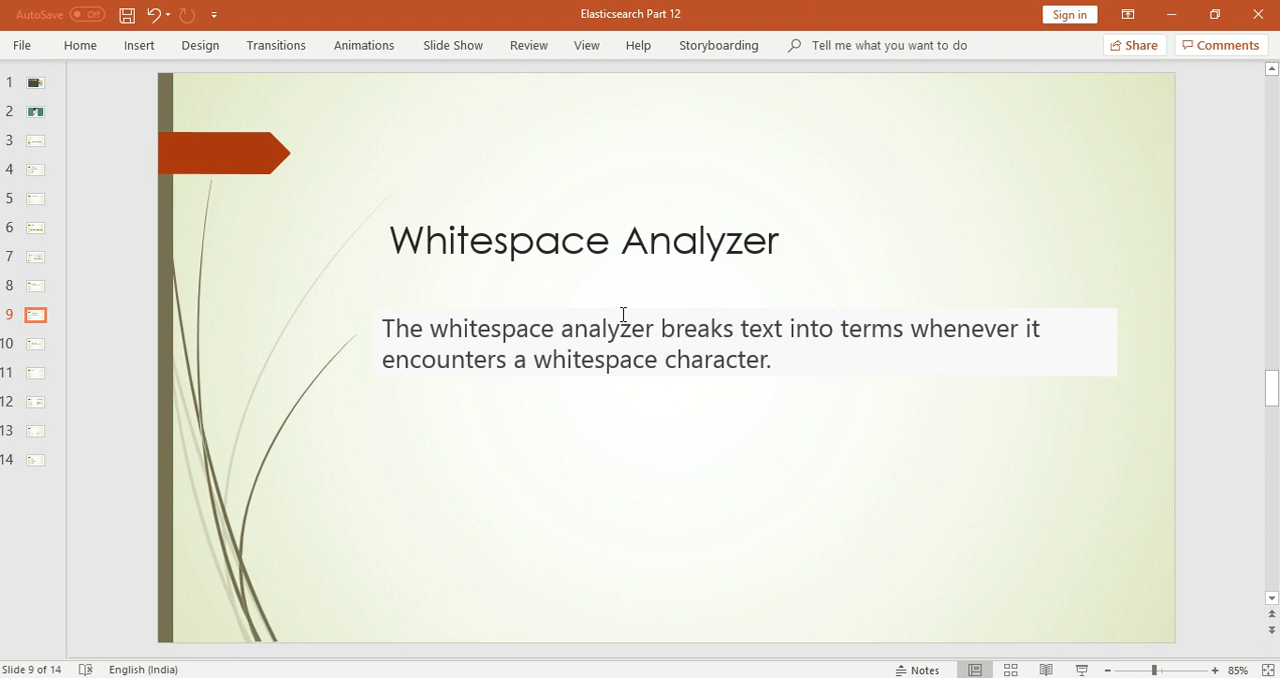 AutoSave Off Elasticsearch Part 12 Sign in
File Home Insert Design Transitions Animations Slide Show Review View Help Storyboarding Tell me what you want to do Share Comments
1
2
3
4
5
6
7
8
9
10
11
12
13
14
Whitespace Analyzer
The whitespace analyzer breaks text into terms whenever it
encounters a whitespace character.
Slide 9 of 14 English (India) Notes 85%